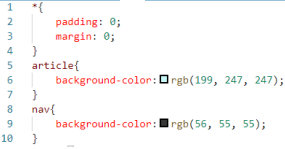 1 *{
2 padding: 0;
3 margin: 0;
4 }
5 article{
6 background-color: rgb(199, 247, 247);
7 }
8 nav{
9 background-color: rgb(56, 55, 55);
10 }